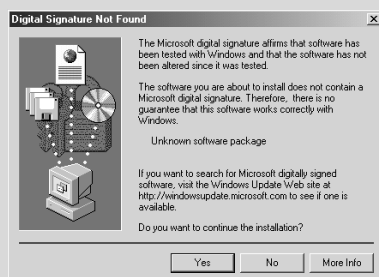 Digital Signature Not Found
The Microsoft digital signature affirms that software has
been tested with Windows and that the software has not
been altered since it was tested.
The software you are about to install does not contain a
Microsoft digital signature. Therefore, there is no
guarantee that this software works correctly with
Windows.
Unknown software package
If you want to search for Microsoft digitally signed
software, visit the Windows Update Web site at
http://windowsupdate.microsoft.com to see if one is
available.
Do you want to continue the installation?
Yes No More Info